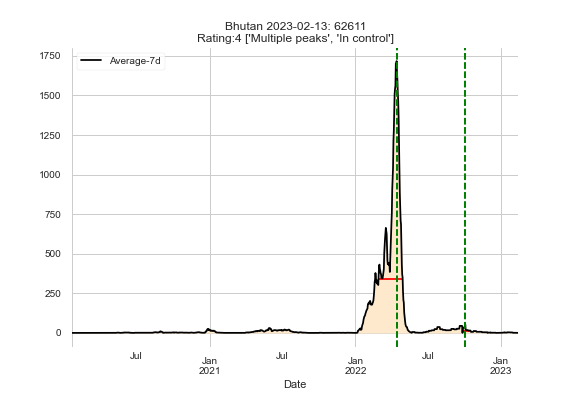 Bhutan 2023-02-13: 62611
Rating:4 ['Multiple peaks', 'In control']
Average-7d
1750
1500
1250
1000
750
500
250
0
Jul
Jan
2021
Jul
Jan
2022
Jul
Jan
2023
Date